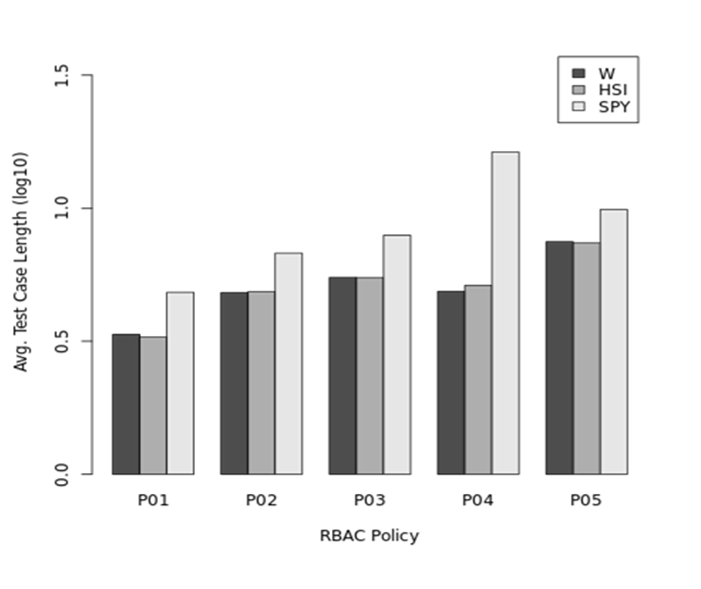 1.5
1.0
0.5
0.0
Avg. Test Case Length (log10)
W
HSI
SPY
P01 P02 P03 P04 P05
RBAC Policy